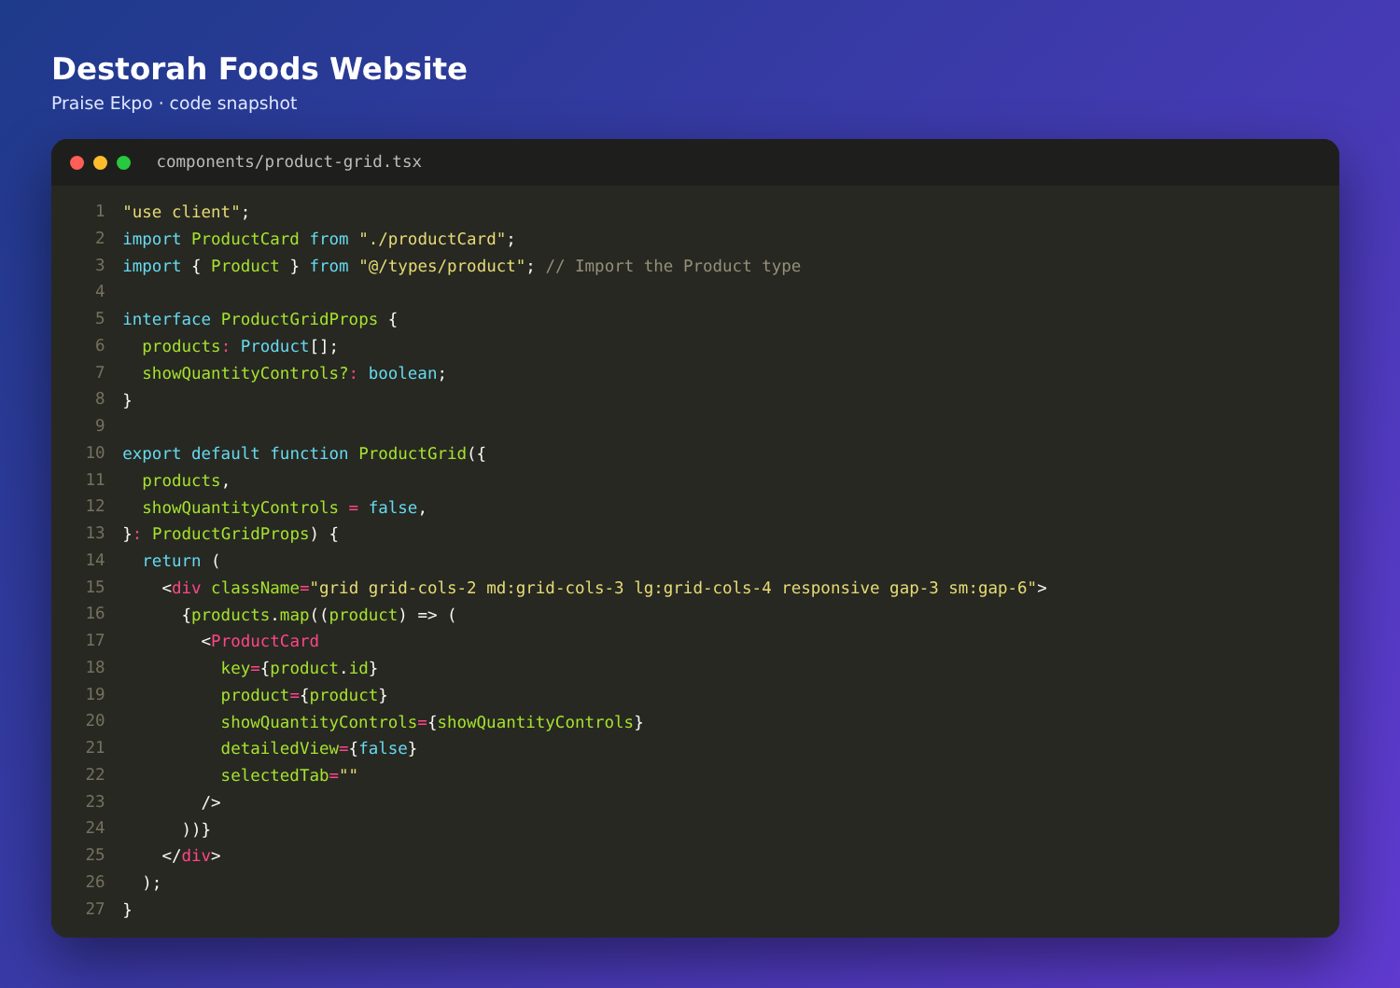 Destorah Foods Website
Praise Ekpo · code snapshot
components/product-grid.tsx
1 "use client";
2 import ProductCard from "./productCard";
3 import { Product } from "@/types/product"; // Import the Product type
4
5 interface ProductGridProps {
6   products: Product[];
7   showQuantityControls?: boolean;
8 }
9
10 export default function ProductGrid({
11   products,
12   showQuantityControls = false,
13 }: ProductGridProps) {
14   return (
15     <div className="grid grid-cols-2 md:grid-cols-3 lg:grid-cols-4 responsive gap-3 sm:gap-6">
16       {products.map((product) => (
17         <ProductCard
18           key={product.id}
19           product={product}
20           showQuantityControls={showQuantityControls}
21           detailedView={false}
22           selectedTab=""
23         />
24       ))}
25     </div>
26   );
27 }